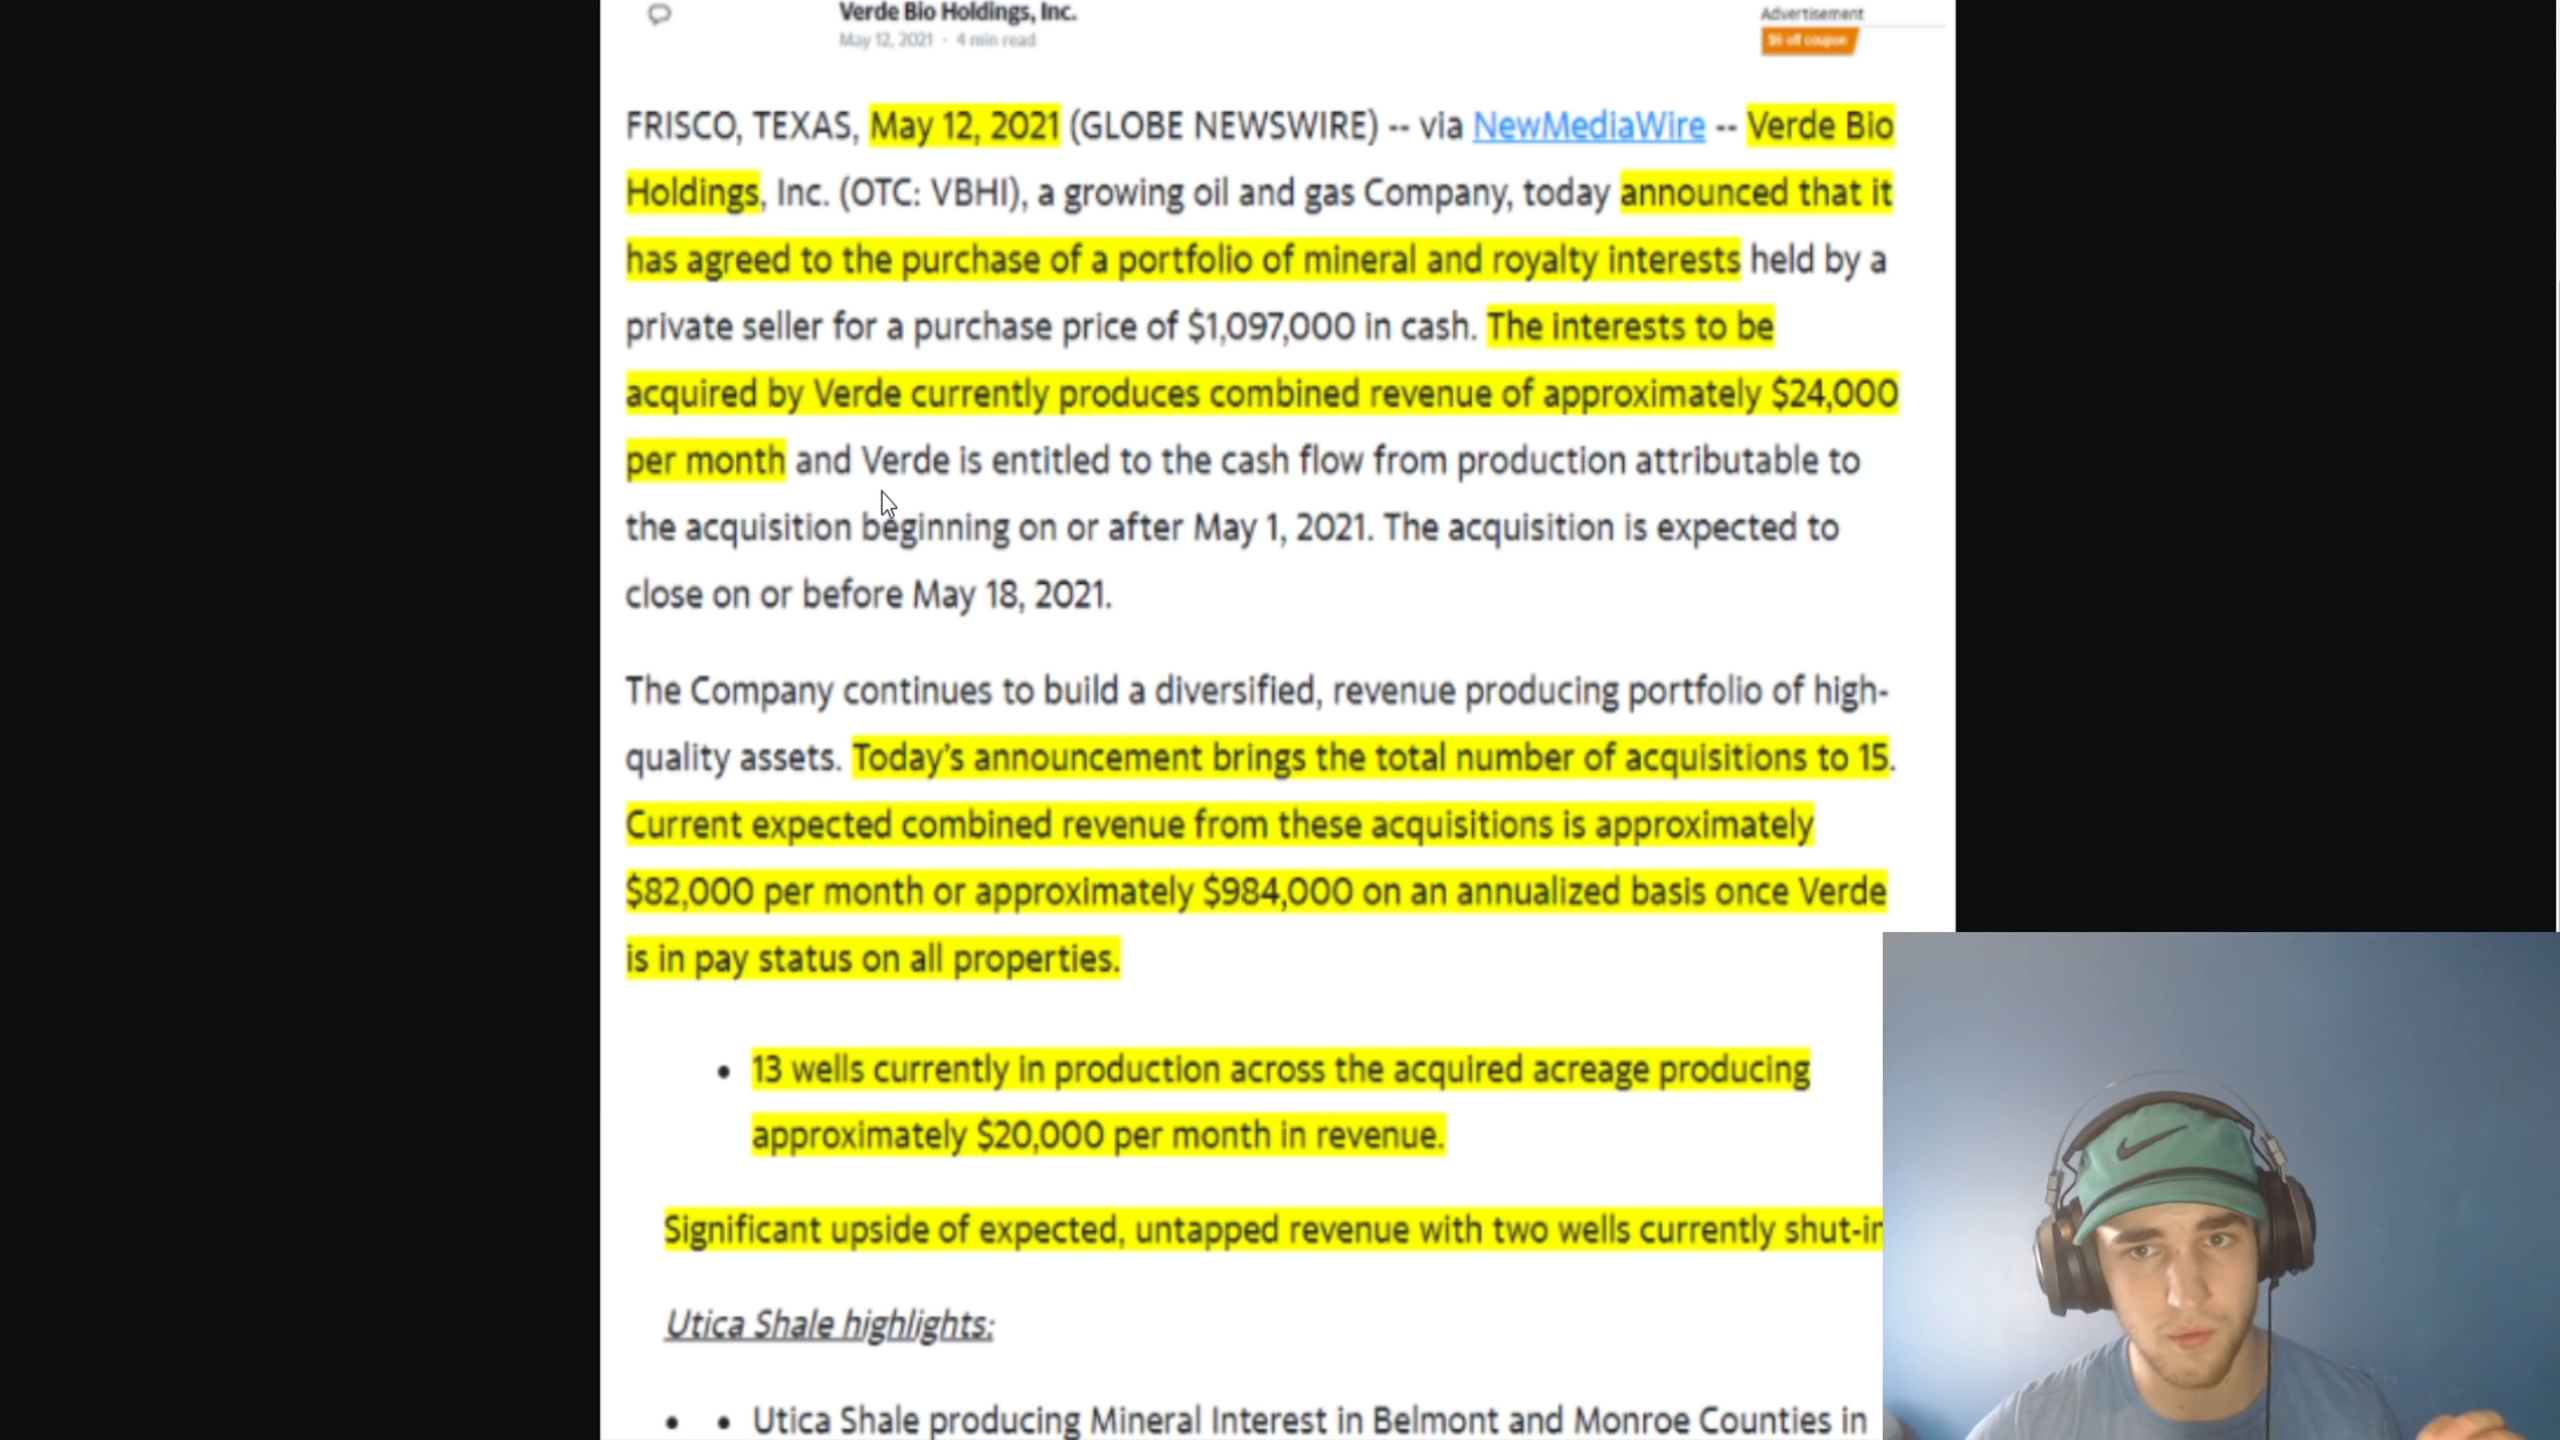 Verde Bio Holdings, Inc.
May 12, 2021 · 4 min read
Advertisement
$6 off coupon
FRISCO, TEXAS, May 12, 2021 (GLOBE NEWSWIRE) -- via NewMediaWire -- Verde Bio
Holdings, Inc. (OTC: VBHI), a growing oil and gas Company, today announced that it
has agreed to the purchase of a portfolio of mineral and royalty interests held by a
private seller for a purchase price of $1,097,000 in cash. The interests to be
acquired by Verde currently produces combined revenue of approximately $24,000
per month and Verde is entitled to the cash flow from production attributable to
the acquisition beginning on or after May 1, 2021. The acquisition is expected to
close on or before May 18, 2021.
The Company continues to build a diversified, revenue producing portfolio of high-
quality assets. Today's announcement brings the total number of acquisitions to 15.
Current expected combined revenue from these acquisitions is approximately
$82,000 per month or approximately $984,000 on an annualized basis once Verde
is in pay status on all properties.
• 13 wells currently in production across the acquired acreage producing
approximately $20,000 per month in revenue.
Significant upside of expected, untapped revenue with two wells currently shut-in
Utica Shale highlights:
• • Utica Shale producing Mineral Interest in Belmont and Monroe Counties in